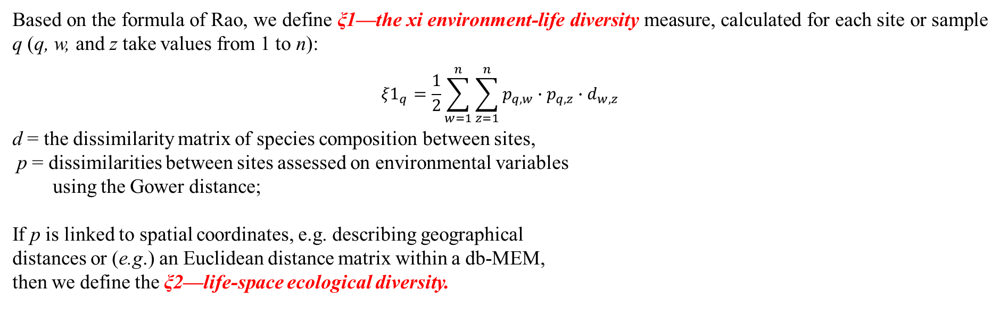 Based on the formula of Rao, we define ξ1—the xi environment-life diversity measure, calculated for each site or sample
q (q, w, and z take values from 1 to n):
ξ1_q = \frac{1}{2} \sum_{w=1}^{n} \sum_{z=1}^{n} p_{q,w} · p_{q,z} · d_{w,z}
d = the dissimilarity matrix of species composition between sites,
p = dissimilarities between sites assessed on environmental variables
using the Gower distance;
If p is linked to spatial coordinates, e.g. describing geographical
distances or (e.g.) an Euclidean distance matrix within a db-MEM,
then we define the ξ2—life-space ecological diversity.